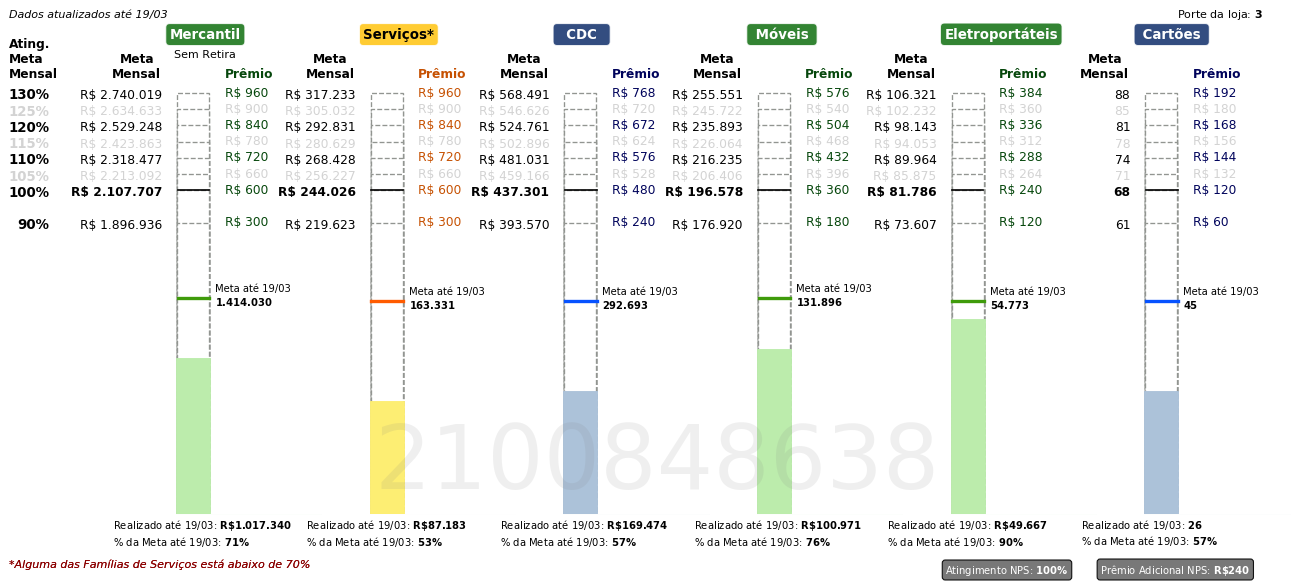 Dados atualizados até 19/03
Porte da loja: 3
Mercantil Serviços* CDC Móveis Eletroportáteis Cartões
Sem Retira
Ating. Meta Mensal
Meta Mensal Prêmio Meta Mensal Prêmio Meta Mensal Prêmio Meta Mensal Prêmio Meta Mensal Prêmio Meta Mensal Prêmio
130% R$ 2.740.019 R$ 960 R$ 317.233 R$ 960 R$ 568.491 R$ 768 R$ 255.551 R$ 576 R$ 106.321 R$ 384 88 R$ 192
125% R$ 2.634.633 R$ 900 R$ 305.032 R$ 900 R$ 546.626 R$ 720 R$ 245.722 R$ 540 R$ 102.232 R$ 360 85 R$ 180
120% R$ 2.529.248 R$ 840 R$ 292.831 R$ 840 R$ 524.761 R$ 672 R$ 235.893 R$ 504 R$ 98.143 R$ 336 81 R$ 168
115% R$ 2.423.863 R$ 780 R$ 280.629 R$ 780 R$ 502.896 R$ 624 R$ 226.064 R$ 468 R$ 94.053 R$ 312 78 R$ 156
110% R$ 2.318.477 R$ 720 R$ 268.428 R$ 720 R$ 481.031 R$ 576 R$ 216.235 R$ 432 R$ 89.964 R$ 288 74 R$ 144
105% R$ 2.213.092 R$ 660 R$ 256.227 R$ 660 R$ 459.166 R$ 528 R$ 206.406 R$ 396 R$ 85.875 R$ 264 71 R$ 132
100% R$ 2.107.707 R$ 600 R$ 244.026 R$ 600 R$ 437.301 R$ 480 R$ 196.578 R$ 360 R$ 81.786 R$ 240 68 R$ 120
90% R$ 1.896.936 R$ 300 R$ 219.623 R$ 300 R$ 393.570 R$ 240 R$ 176.920 R$ 180 R$ 73.607 R$ 120 61 R$ 60
Meta até 19/03 Meta até 19/03 Meta até 19/03 Meta até 19/03 Meta até 19/03 Meta até 19/03
1.414.030 163.331 292.693 131.896 54.773 45
2100848638
Realizado até 19/03: R$1.017.340 Realizado até 19/03: R$87.183 Realizado até 19/03: R$169.474 Realizado até 19/03: R$100.971 Realizado até 19/03: R$49.667 Realizado até 19/03: 26
% da Meta até 19/03: 71% % da Meta até 19/03: 53% % da Meta até 19/03: 57% % da Meta até 19/03: 76% % da Meta até 19/03: 90% % da Meta até 19/03: 57%
*Alguma das Famílias de Serviços está abaixo de 70%
Atingimento NPS: 100% Prêmio Adicional NPS: R$240